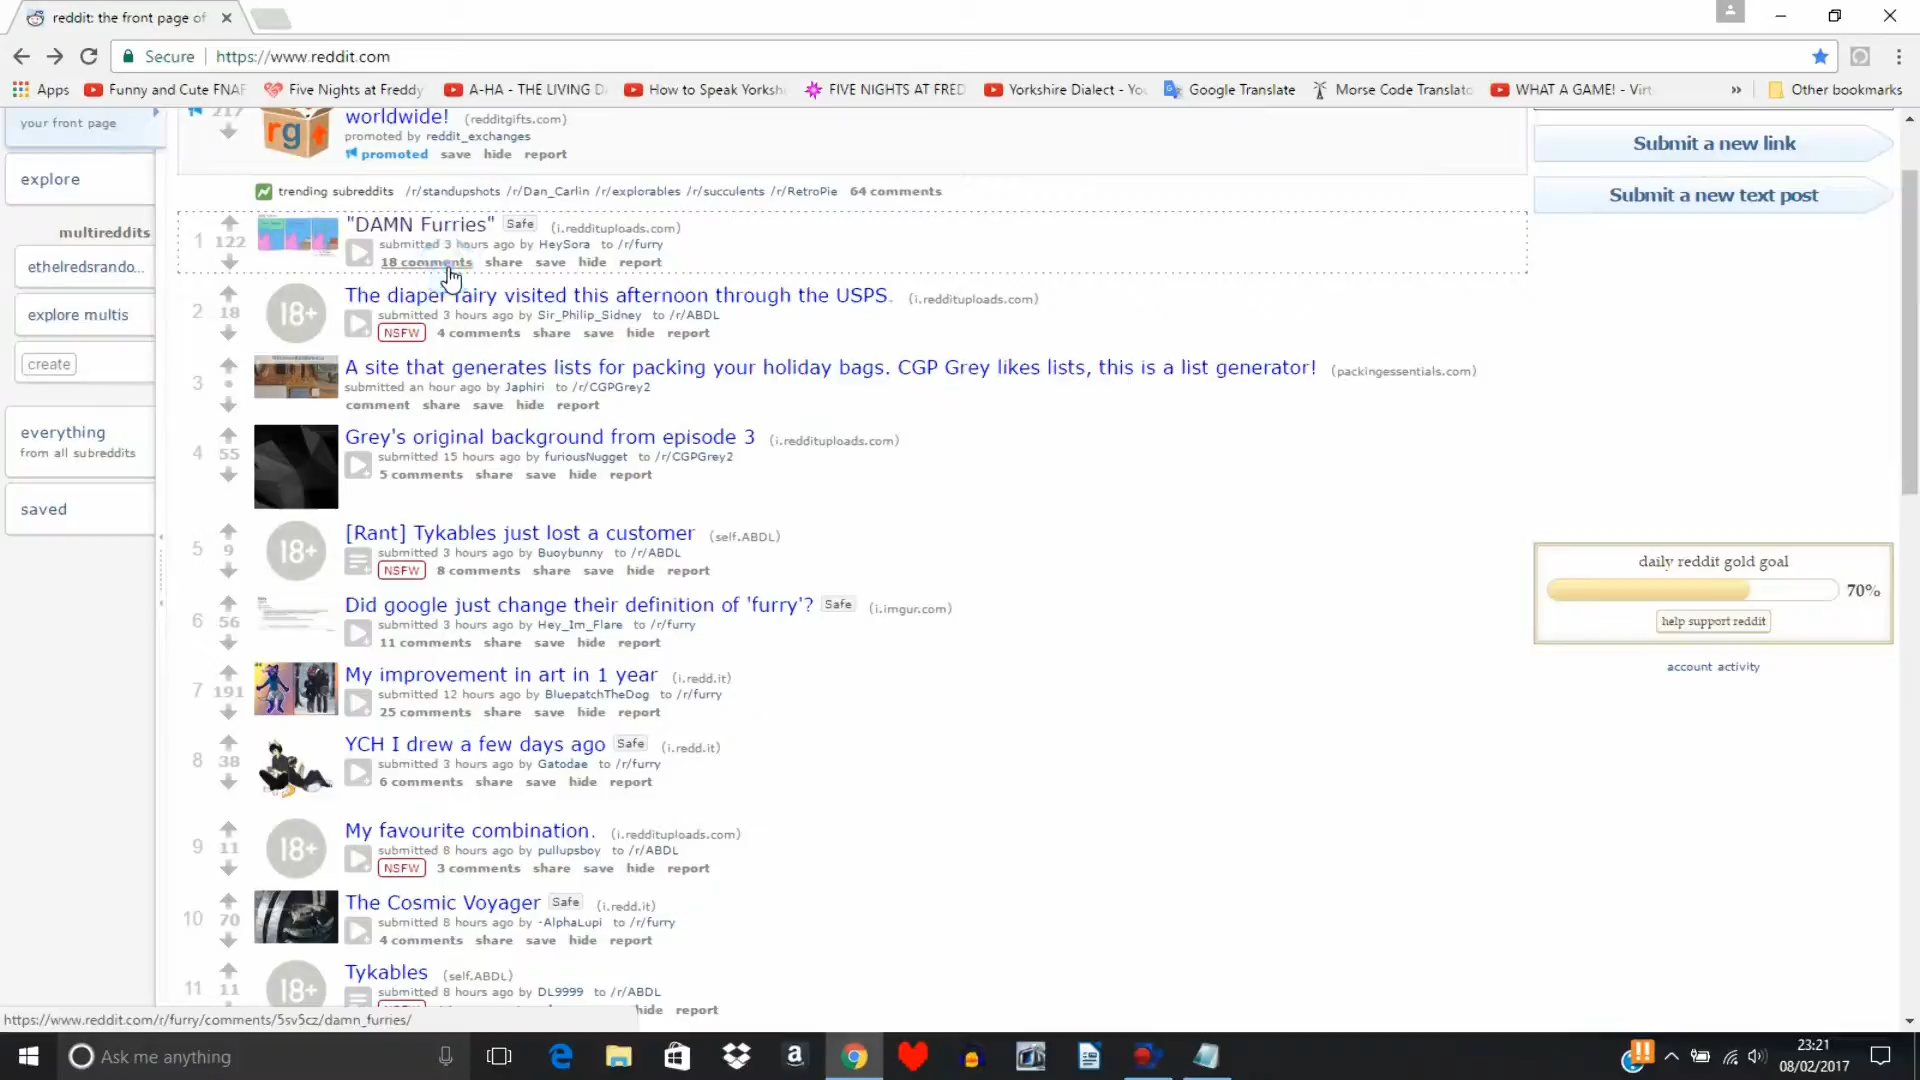 reddit: the front page of
Secure https://www.reddit.com
Apps Funny and Cute FNAF Five Nights at Freddy A-HA - THE LIVING D How to Speak Yorksh FIVE NIGHTS AT FRED Yorkshire Dialect - Yo Google Translate Morse Code Translato WHAT A GAME! - Virt » Other bookmarks
your front page
explore
multireddits
ethelredsrando...
explore multis
create
everything
from all subreddits
saved
217
rg
worldwide! (redditgifts.com)
promoted by reddit_exchanges
promoted save hide report
trending subreddits /r/standupshots /r/Dan_Carlin /r/explorables /r/succulents /r/RetroPie 64 comments
1 122
"DAMN Furries" Safe (i.reddituploads.com)
submitted 3 hours ago by HeySora to /r/furry
18 comments share save hide report
2 18
18+
The diaper fairy visited this afternoon through the USPS. (i.reddituploads.com)
submitted 3 hours ago by Sir_Philip_Sidney to /r/ABDL
NSFW 4 comments share save hide report
3 •
A site that generates lists for packing your holiday bags. CGP Grey likes lists, this is a list generator! (packingessentials.com)
submitted an hour ago by Japhiri to /r/CGPGrey2
comment share save hide report
4 55
Grey's original background from episode 3 (i.reddituploads.com)
submitted 15 hours ago by furiousNugget to /r/CGPGrey2
5 comments share save hide report
5 9
18+
[Rant] Tykables just lost a customer (self.ABDL)
submitted 3 hours ago by Buoybunny to /r/ABDL
NSFW 8 comments share save hide report
6 56
Did google just change their definition of 'furry'? Safe (i.imgur.com)
submitted 3 hours ago by Hey_Im_Flare to /r/furry
11 comments share save hide report
7 191
My improvement in art in 1 year (i.redd.it)
submitted 12 hours ago by BluepatchTheDog to /r/furry
25 comments share save hide report
8 38
YCH I drew a few days ago Safe (i.redd.it)
submitted 3 hours ago by Gatodae to /r/furry
6 comments share save hide report
9 11
18+
My favourite combination. (i.reddituploads.com)
submitted 8 hours ago by pullupsboy to /r/ABDL
NSFW 3 comments share save hide report
10 70
The Cosmic Voyager Safe (i.redd.it)
submitted 8 hours ago by -AlphaLupi to /r/furry
4 comments share save hide report
11 11
18+
Tykables (self.ABDL)
submitted 8 hours ago by DL9999 to /r/ABDL
hide report
Submit a new link
Submit a new text post
daily reddit gold goal
70%
help support reddit
account activity
https://www.reddit.com/r/furry/comments/5sv5cz/damn_furries/
Ask me anything
23:21
08/02/2017